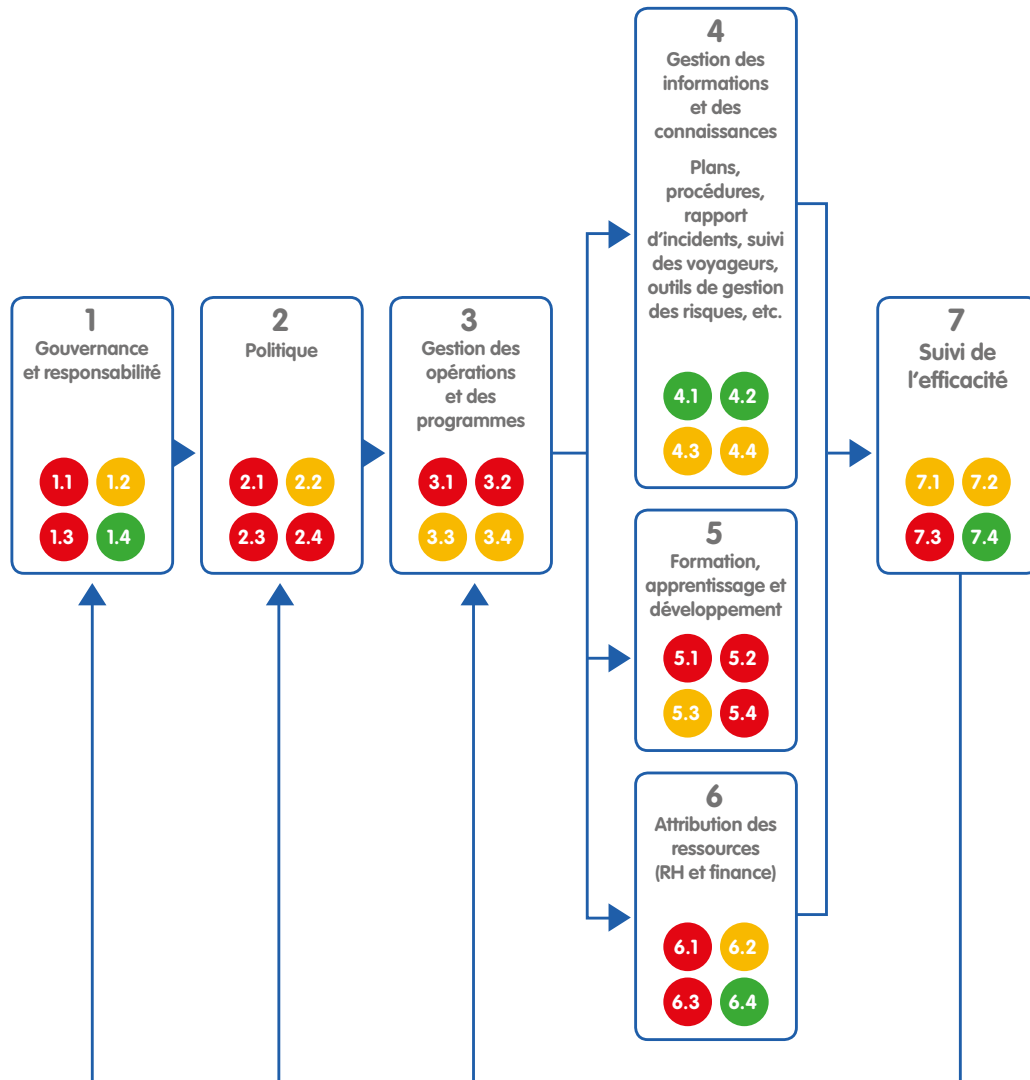 1
Gouvernance
et responsabilité
1.1 1.2
1.3 1.4
2
Politique
2.1 2.2
2.3 2.4
3
Gestion des
opérations
et des
programmes
3.1 3.2
3.3 3.4
4
Gestion des
informations
et des
connaissances
Plans,
procédures,
rapport
d’incidents, suivi
des voyageurs,
outils de gestion
des risques, etc.
4.1 4.2
4.3 4.4
5
Formation,
apprentissage et
développement
5.1 5.2
5.3 5.4
6
Attribution des
ressources
(RH et finance)
6.1 6.2
6.3 6.4
7
Suivi de
l’efficacité
7.1 7.2
7.3 7.4